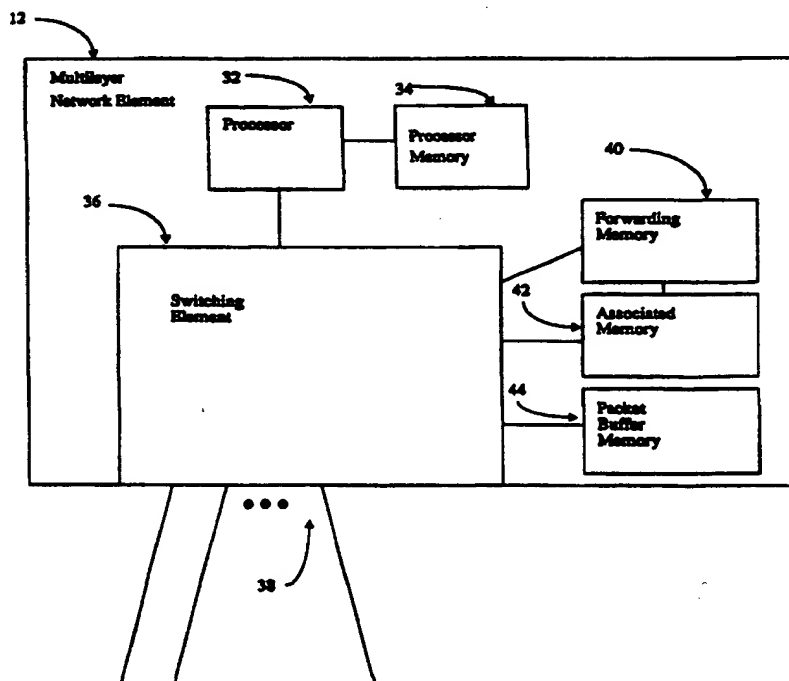 12
Multilayer
Network Element
32
Processor
34
Processor
Memory
40
Forwarding
Memory
36
Switching
Element
42
Associated
Memory
44
Packet
Buffer
Memory
38